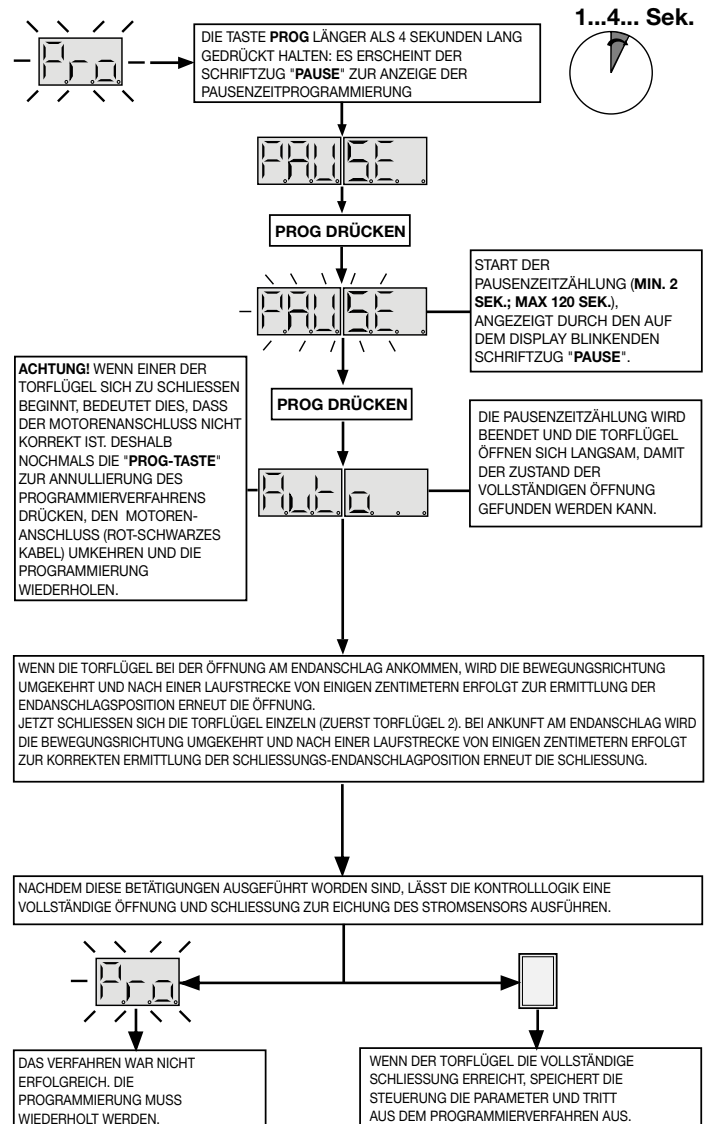 1...4... Sek.
Pro
DIE TASTE PROG LÄNGER ALS 4 SEKUNDEN LANG
GEDRÜCKT HALTEN: ES ERSCHEINT DER
SCHRIFTZUG "PAUSE" ZUR ANZEIGE DER
PAUSENZEITPROGRAMMIERUNG
PAUSE
PROG DRÜCKEN
PAUSE
START DER
PAUSENZEITZÄHLUNG (MIN. 2
SEK.; MAX 120 SEK.),
ANGEZEIGT DURCH DEN AUF
DEM DISPLAY BLINKENDEN
SCHRIFTZUG "PAUSE".
ACHTUNG! WENN EINER DER
TORFLÜGEL SICH ZU SCHLIESSEN
BEGINNT, BEDEUTET DIES, DASS
DER MOTORENANSCHLUSS NICHT
KORREKT IST. DESHALB
NOCHMALS DIE "PROG-TASTE"
ZUR ANNULLIERUNG DES
PROGRAMMIERVERFAHRENS
DRÜCKEN, DEN MOTOREN-
ANSCHLUSS (ROT-SCHWARZES
KABEL) UMKEHREN UND DIE
PROGRAMMIERUNG
WIEDERHOLEN.
PROG DRÜCKEN
Auto
DIE PAUSENZEITZÄHLUNG WIRD
BEENDET UND DIE TORFLÜGEL
ÖFFNEN SICH LANGSAM, DAMIT
DER ZUSTAND DER
VOLLSTÄNDIGEN ÖFFNUNG
GEFUNDEN WERDEN KANN.
WENN DIE TORFLÜGEL BEI DER ÖFFNUNG AM ENDANSCHLAG ANKOMMEN, WIRD DIE BEWEGUNGSRICHTUNG
UMGEKEHRT UND NACH EINER LAUFSTRECKE VON EINIGEN ZENTIMETERN ERFOLGT ZUR ERMITTLUNG DER
ENDANSCHLAGSPOSITION ERNEUT DIE ÖFFNUNG.
JETZT SCHLIESSEN SICH DIE TORFLÜGEL EINZELN (ZUERST TORFLÜGEL 2). BEI ANKUNFT AM ENDANSCHLAG WIRD
DIE BEWEGUNGSRICHTUNG UMGEKEHRT UND NACH EINER LAUFSTRECKE VON EINIGEN ZENTIMETERN ERFOLGT
ZUR KORREKTEN ERMITTLUNG DER SCHLIESSUNGS-ENDANSCHLAGPOSITION ERNEUT DIE SCHLIESSUNG.
NACHDEM DIESE BETÄTIGUNGEN AUSGEFÜHRT WORDEN SIND, LÄSST DIE KONTROLLLOGIK EINE
VOLLSTÄNDIGE ÖFFNUNG UND SCHLIESSUNG ZUR EICHUNG DES STROMSENSORS AUSFÜHREN.
Pro
DAS VERFAHREN WAR NICHT
ERFOLGREICH. DIE
PROGRAMMIERUNG MUSS
WIEDERHOLT WERDEN.
WENN DER TORFLÜGEL DIE VOLLSTÄNDIGE
SCHLIESSUNG ERREICHT, SPEICHERT DIE
STEUERUNG DIE PARAMETER UND TRITT
AUS DEM PROGRAMMIERVERFAHREN AUS.